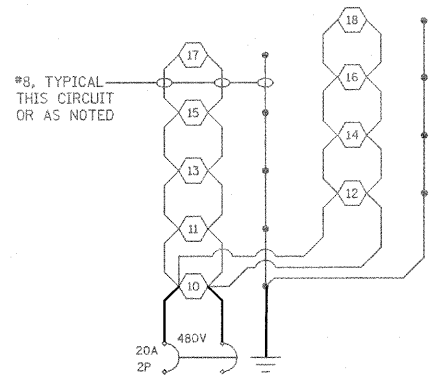 18
17
#8, TYPICAL
THIS CIRCUIT
OR AS NOTED
16
15
14
13
12
11
10
480V
20A
2P